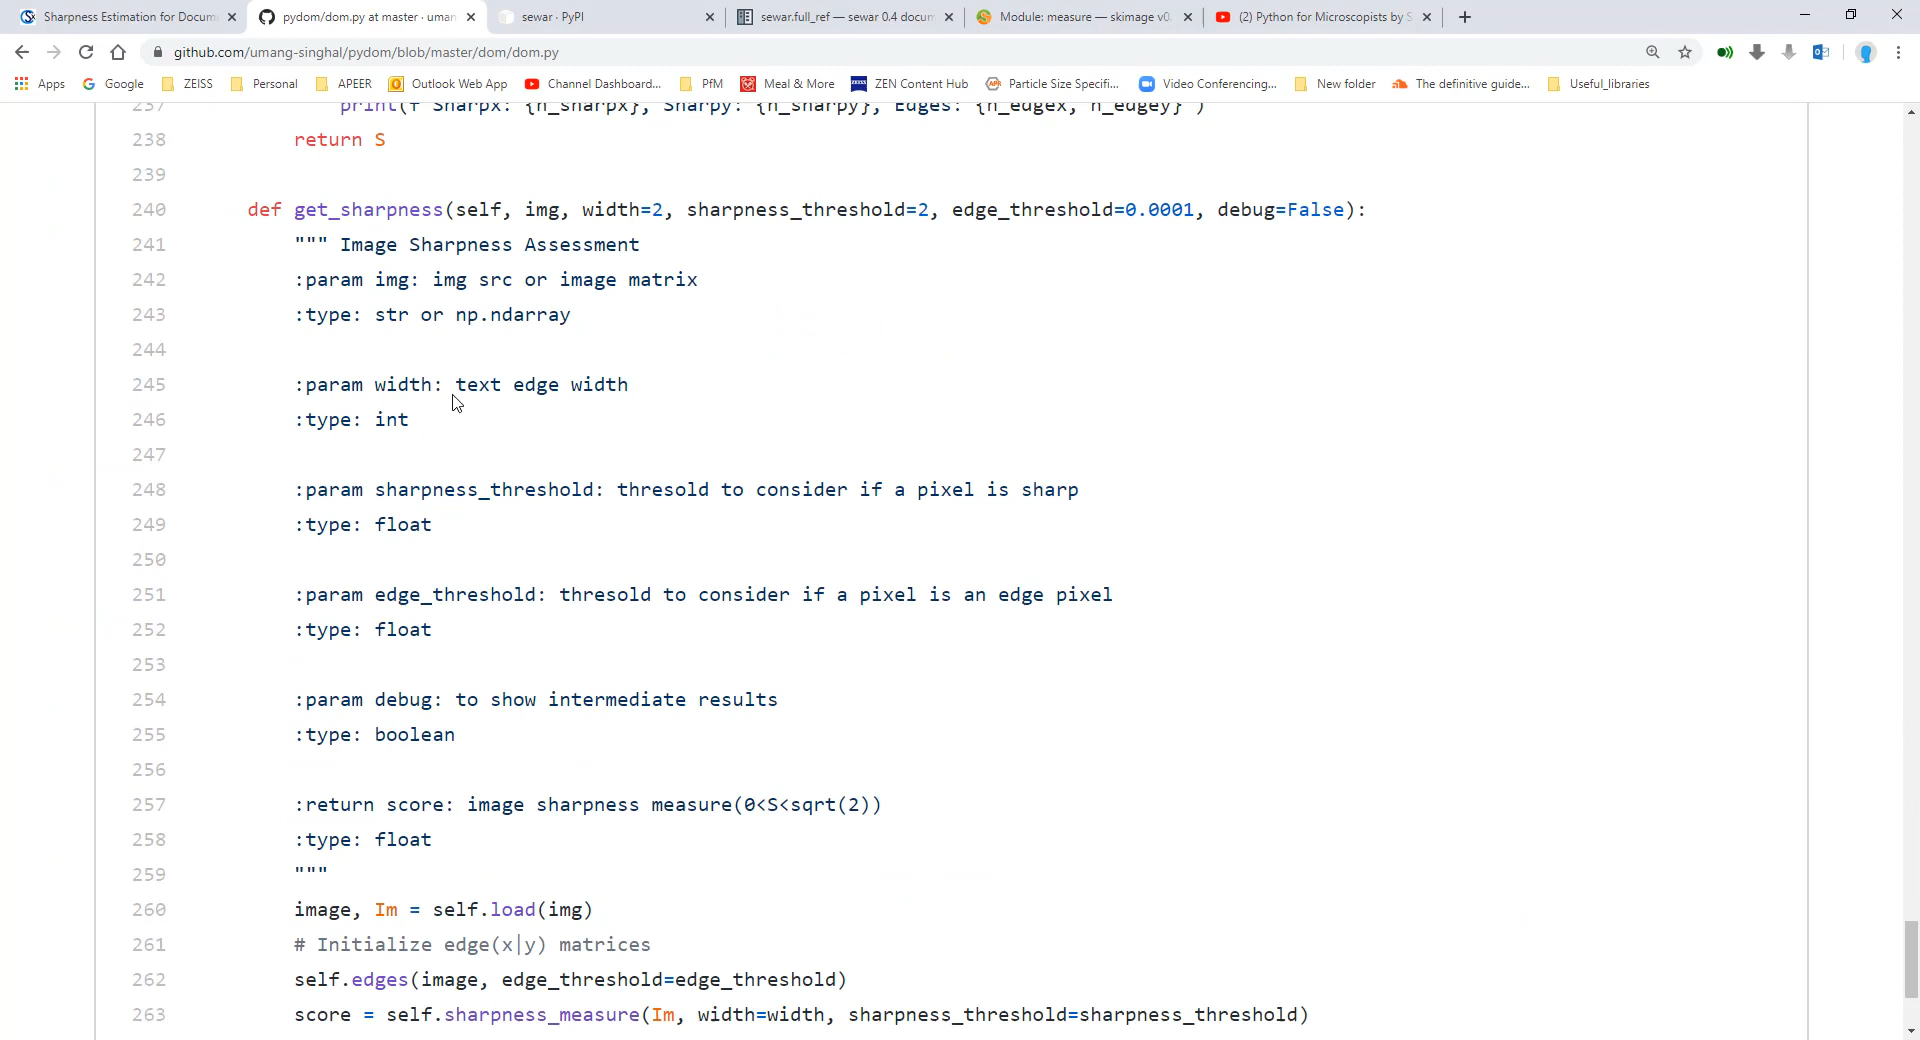 Sharpness Estimation for Docum
pydom/dom.py at master · uman
sewar · PyPI
sewar.full_ref — sewar 0.4 docum
Module: measure — skimage v0.
(2) Python for Microscopists by S
github.com/umang-singhal/pydom/blob/master/dom/dom.py
Apps
Google
ZEISS
Personal
APEER
Outlook Web App
Channel Dashboard...
PfM
Meal & More
ZEN Content Hub
Particle Size Specifi...
Video Conferencing...
New folder
The definitive guide...
Useful_libraries
237 print(f"Sharpx: {n_sharpx}, Sharpy: {n_sharpy}, Edges: {n_edgex, n_edgey}")
238 return S
239
240 def get_sharpness(self, img, width=2, sharpness_threshold=2, edge_threshold=0.0001, debug=False):
241 """ Image Sharpness Assessment
242 :param img: img src or image matrix
243 :type: str or np.ndarray
244
245 :param width: text edge width
246 :type: int
247
248 :param sharpness_threshold: thresold to consider if a pixel is sharp
249 :type: float
250
251 :param edge_threshold: thresold to consider if a pixel is an edge pixel
252 :type: float
253
254 :param debug: to show intermediate results
255 :type: boolean
256
257 :return score: image sharpness measure(0<S<sqrt(2))
258 :type: float
259 """
260 image, Im = self.load(img)
261 # Initialize edge(x|y) matrices
262 self.edges(image, edge_threshold=edge_threshold)
263 score = self.sharpness_measure(Im, width=width, sharpness_threshold=sharpness_threshold)